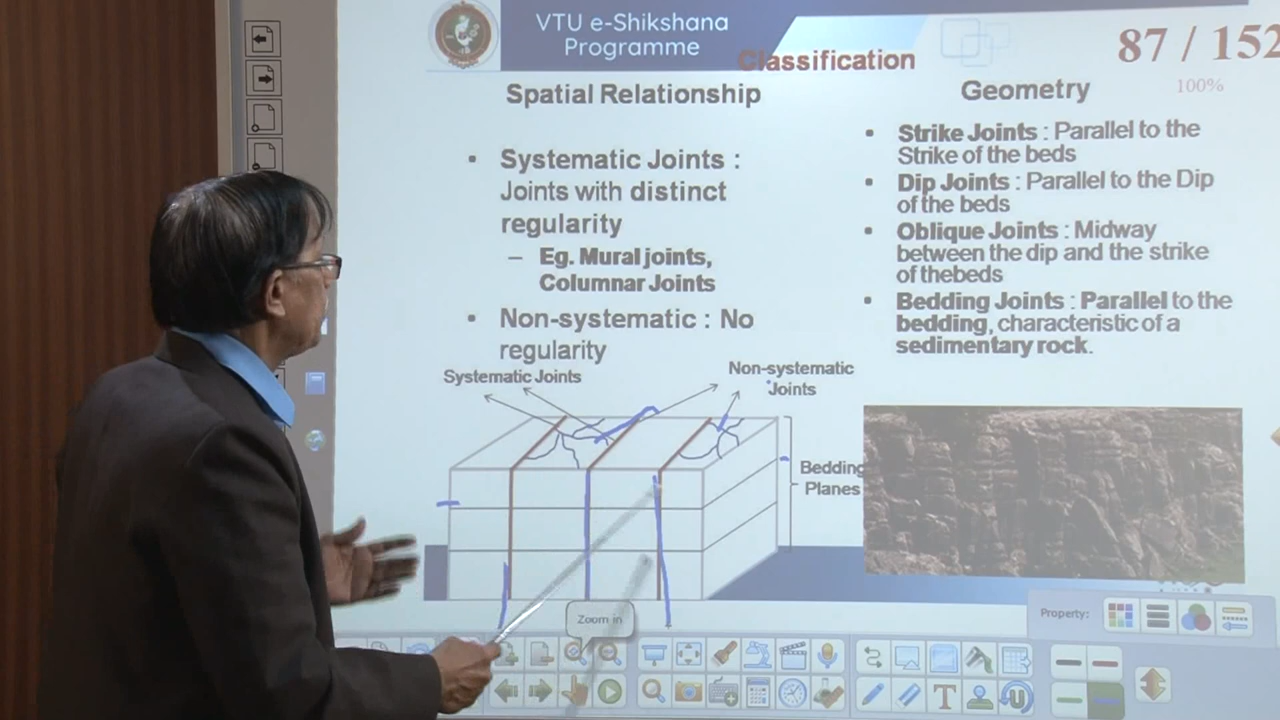 VTU e-Shikshana
Programme
Classification
87 / 152
100%
Spatial Relationship
• Systematic Joints :
Joints with distinct
regularity
– Eg. Mural joints,
Columnar Joints
• Non-systematic : No
regularity
Systematic Joints
Non-systematic
Joints
Bedding
Planes
Geometry
• Strike Joints : Parallel to the
Strike of the beds
• Dip Joints : Parallel to the Dip
of the beds
• Oblique Joints : Midway
between the dip and the strike
of thebeds
• Bedding Joints : Parallel to the
bedding, characteristic of a
sedimentary rock.
Property:
Zoom in